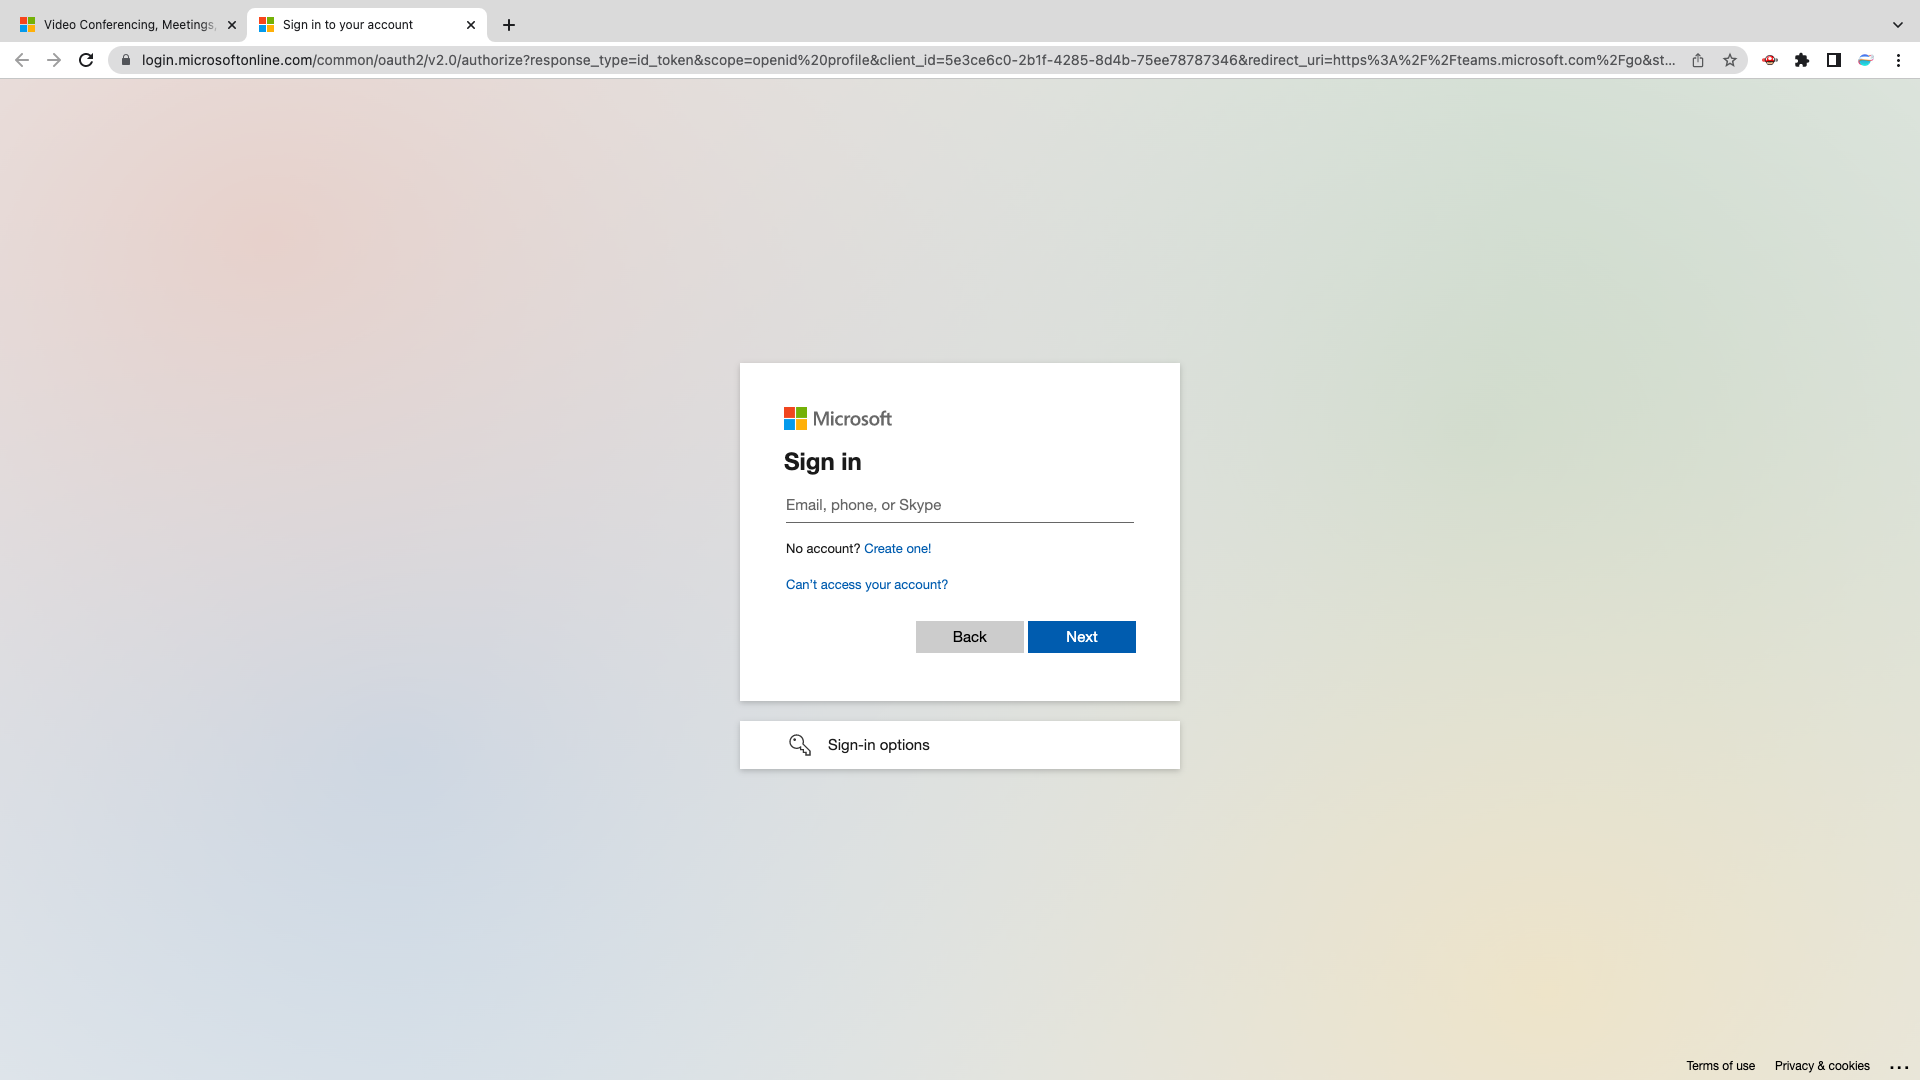 Video Conferencing, Meetings,
Sign in to your account
login.microsoftonline.com/common/oauth2/v2.0/authorize?response_type=id_token&scope=openid%20profile&client_id=5e3ce6c0-2b1f-4285-8d4b-75ee78787346&redirect_uri=https%3A%2F%2Fteams.microsoft.com%2Fgo&st...
Microsoft
Sign in
Email, phone, or Skype
No account? Create one!
Can't access your account?
Back
Next
Sign-in options
Terms of use
Privacy & cookies